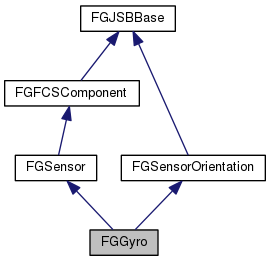 FGJSBBase
FGFCSComponent
FGSensor
FGSensorOrientation
FGGyro